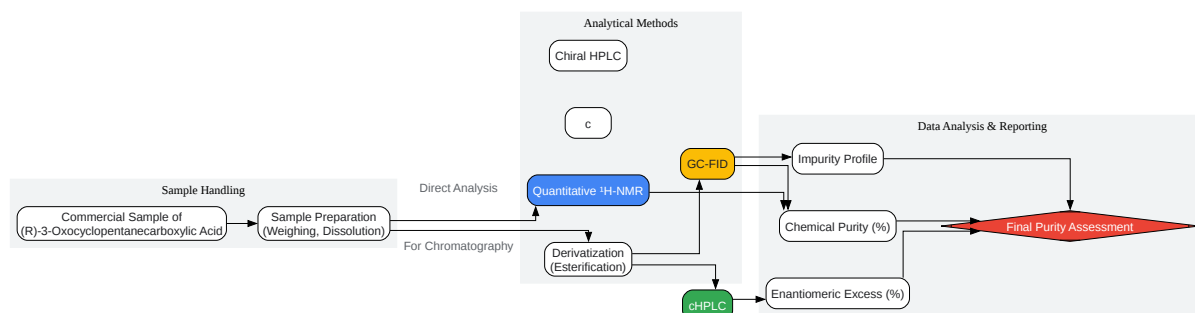 Analytical Methods
Chiral HPLC
c
GC-FID
Quantitative ¹H-NMR
Derivatization
(Esterification)
cHPLC
Sample Handling
Commercial Sample of
(R)-3-Oxocyclopentanecarboxylic Acid
Sample Preparation
(Weighing, Dissolution)
Direct Analysis
For Chromatography
Data Analysis & Reporting
Impurity Profile
Chemical Purity (%)
Enantiomeric Excess (%)
Final Purity Assessment